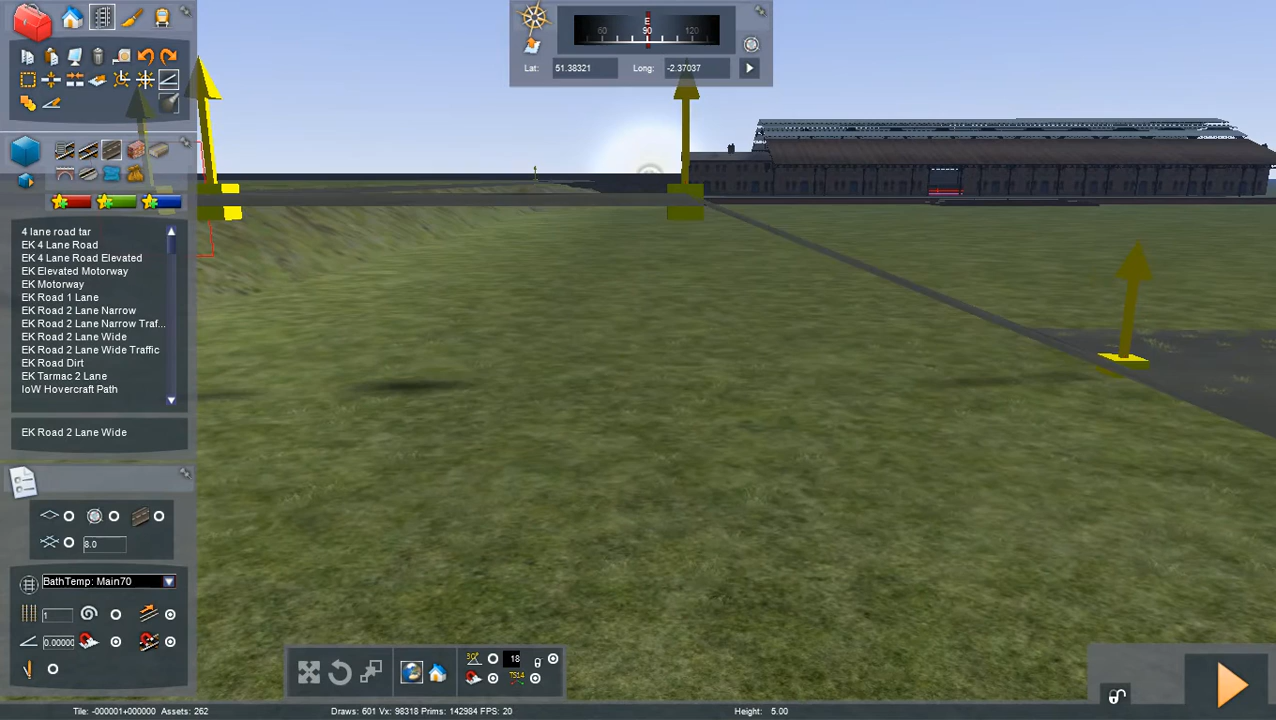 E
60 90 120
Lat: 51.38321 Long: -2.37037
4 lane road tar
EK 4 Lane Road
EK 4 Lane Road Elevated
EK Elevated Motorway
EK Motorway
EK Road 1 Lane
EK Road 2 Lane Narrow
EK Road 2 Lane Narrow Traf...
EK Road 2 Lane Wide
EK Road 2 Lane Wide Traffic
EK Road Dirt
EK Tarmac 2 Lane
IoW Hovercraft Path
EK Road 2 Lane Wide
8.0
BathTemp: Main70
1
0.00000
18
TS14
Tile: -000001+000000 Assets: 262
Draws: 601 Vx: 98318 Prims: 142984 FPS: 20
Height: 5.00